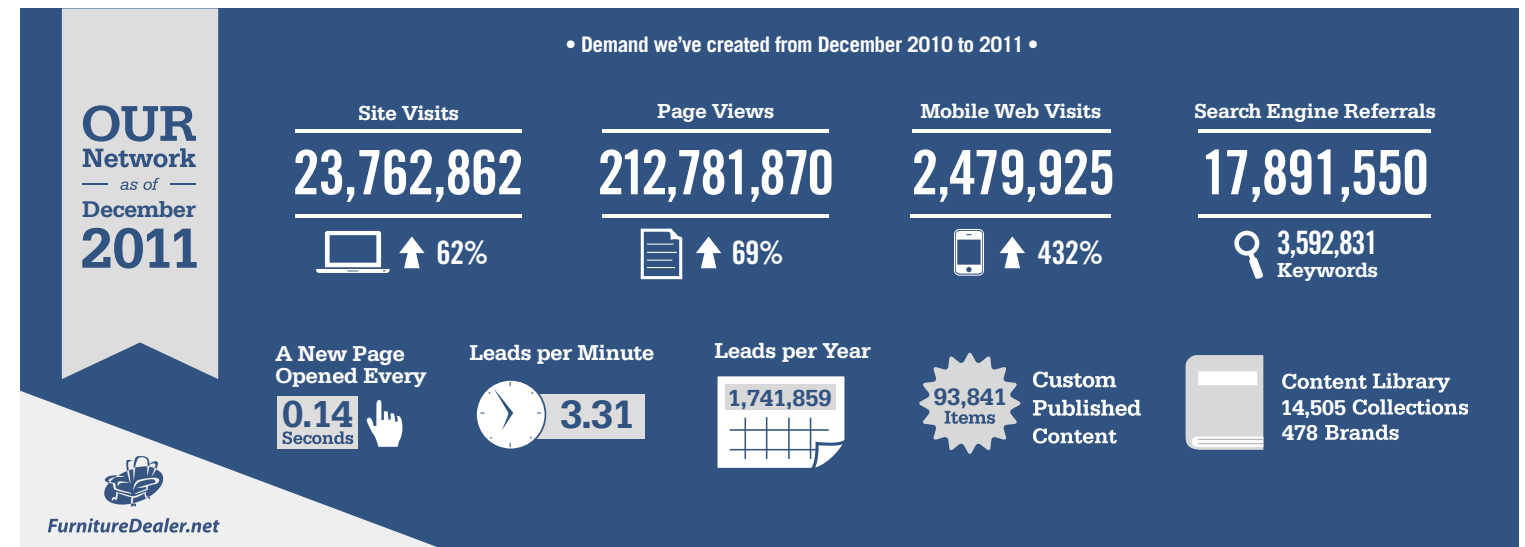 • Demand we've created from December 2010 to 2011 •
OUR
Network
as of
December
2011
Site Visits
23,762,862
62%
Page Views
212,781,870
69%
Mobile Web Visits
2,479,925
432%
Search Engine Referrals
17,891,550
3,592,831
Keywords
A New Page
Opened Every
0.14
Seconds
Leads per Minute
3.31
Leads per Year
1,741,859
93,841
Items
Custom
Published
Content
Content Library
14,505 Collections
478 Brands
FurnitureDealer.net